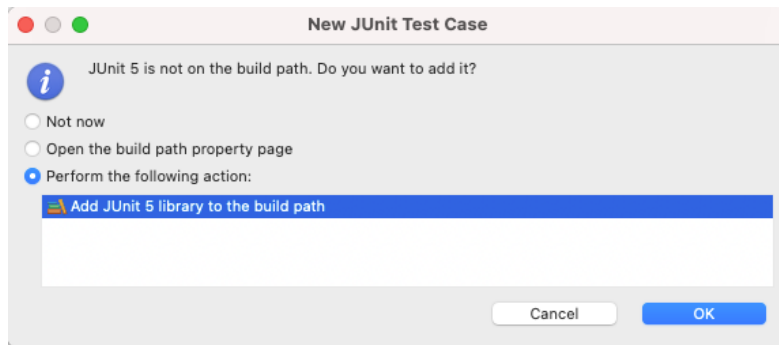 New JUnit Test Case
JUnit 5 is not on the build path. Do you want to add it?
Not now
Open the build path property page
Perform the following action:
Add JUnit 5 library to the build path
Cancel OK